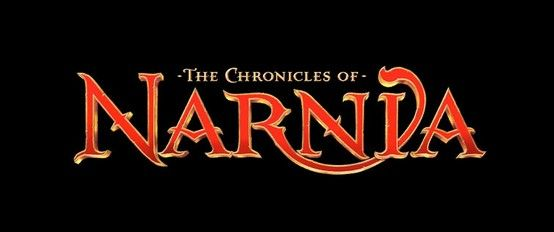 -THE CHRONICLES OF-
NARNIA